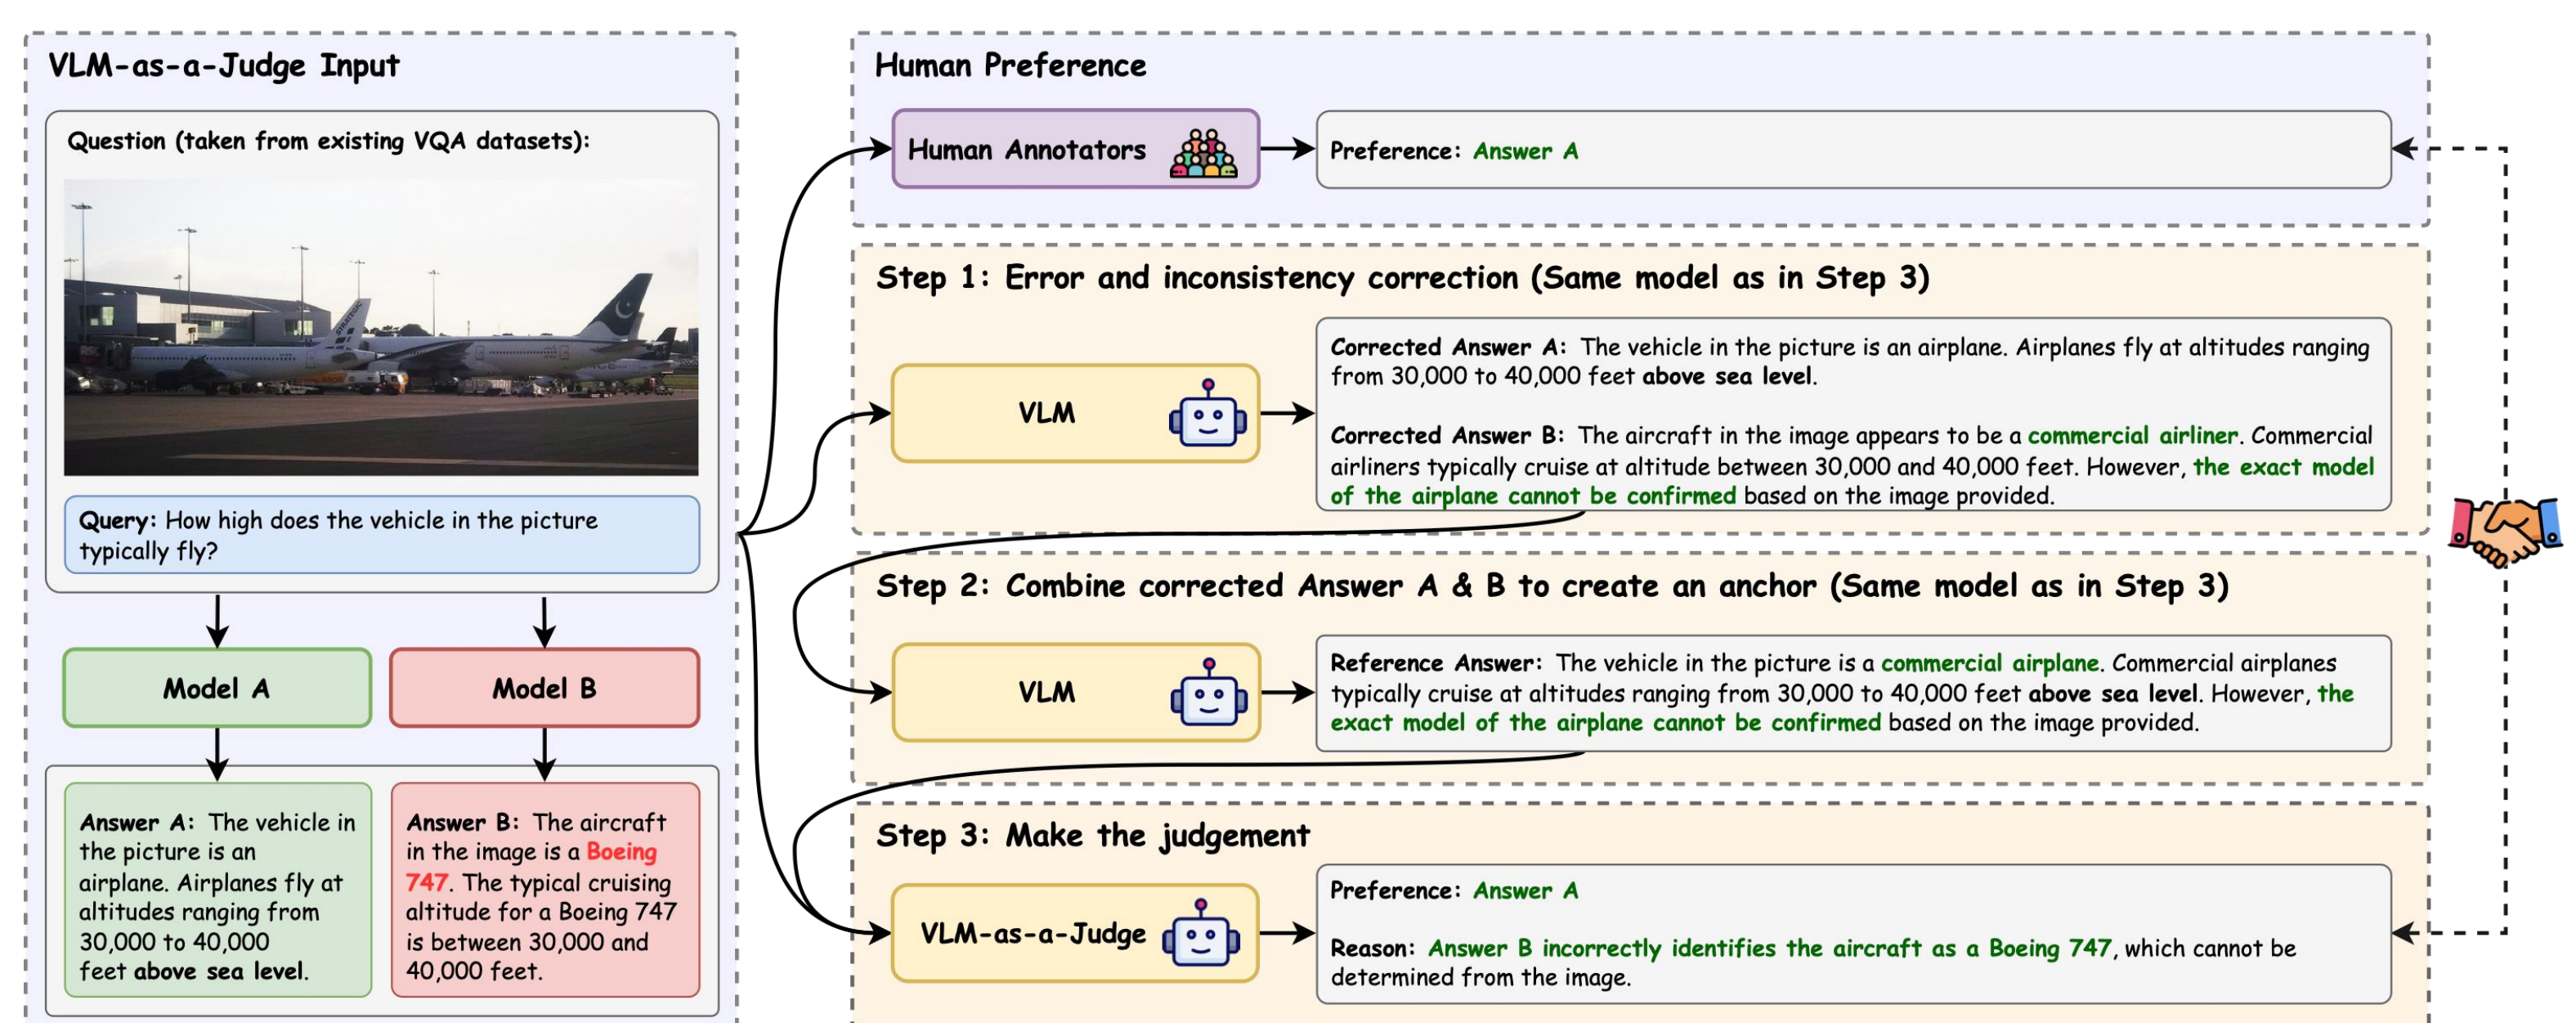 VLM-as-a-Judge Input
Question (taken from existing VQA datasets):
STRATEGIC
Query: How high does the vehicle in the picture
typically fly?
Model A
Model B
Answer A: The vehicle in
the picture is an
airplane. Airplanes fly at
altitudes ranging from
30,000 to 40,000
feet above sea level.
Answer B: The aircraft
in the image is a Boeing
747. The typical cruising
altitude for a Boeing 747
is between 30,000 and
40,000 feet.
Human Preference
Human Annotators
Preference: Answer A
Step 1: Error and inconsistency correction (Same model as in Step 3)
VLM
Corrected Answer A: The vehicle in the picture is an airplane. Airplanes fly at altitudes ranging
from 30,000 to 40,000 feet above sea level.
Corrected Answer B: The aircraft in the image appears to be a commercial airliner. Commercial
airliners typically cruise at altitude between 30,000 and 40,000 feet. However, the exact model
of the airplane cannot be confirmed based on the image provided.
Step 2: Combine corrected Answer A & B to create an anchor (Same model as in Step 3)
VLM
Reference Answer: The vehicle in the picture is a commercial airplane. Commercial airplanes
typically cruise at altitudes ranging from 30,000 to 40,000 feet above sea level. However, the
exact model of the airplane cannot be confirmed based on the image provided.
Step 3: Make the judgement
VLM-as-a-Judge
Preference: Answer A
Reason: Answer B incorrectly identifies the aircraft as a Boeing 747, which cannot be
determined from the image.